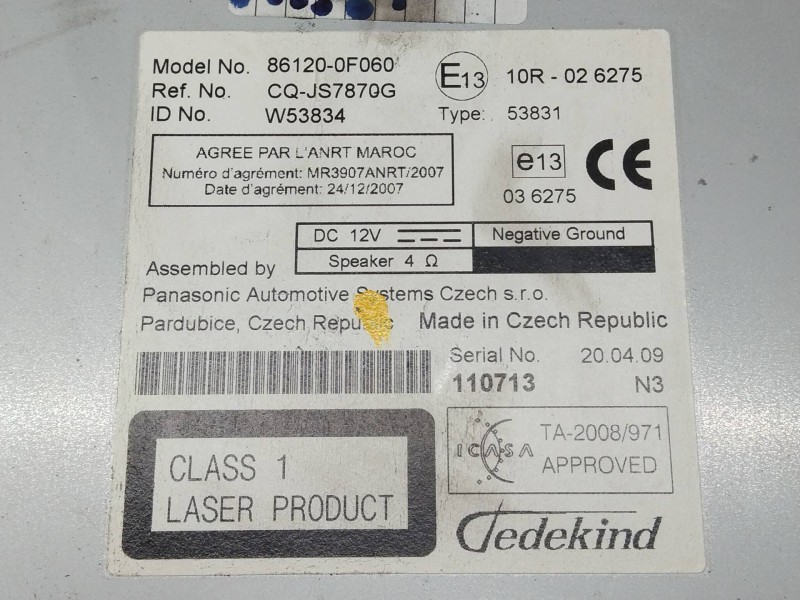 Model No. 86120-0F060
Ref. No. CQ-JS7870G
ID No. W53834
E13
10R - 02 6275
Type: 53831
AGREE PAR L'ANRT MAROC
Numéro d'agrément: MR3907ANRT/2007
Date d'agrément: 24/12/2007
e13
03 6275
CE
DC 12V
Negative Ground
Speaker 4 Ω
Assembled by
Panasonic Automotive Systems Czech s.r.o.
Pardubice, Czech Republic Made in Czech Republic
Serial No. 20.04.09
110713 N3
CLASS 1
LASER PRODUCT
ICASA
TA-2008/971
APPROVED
Tedekind